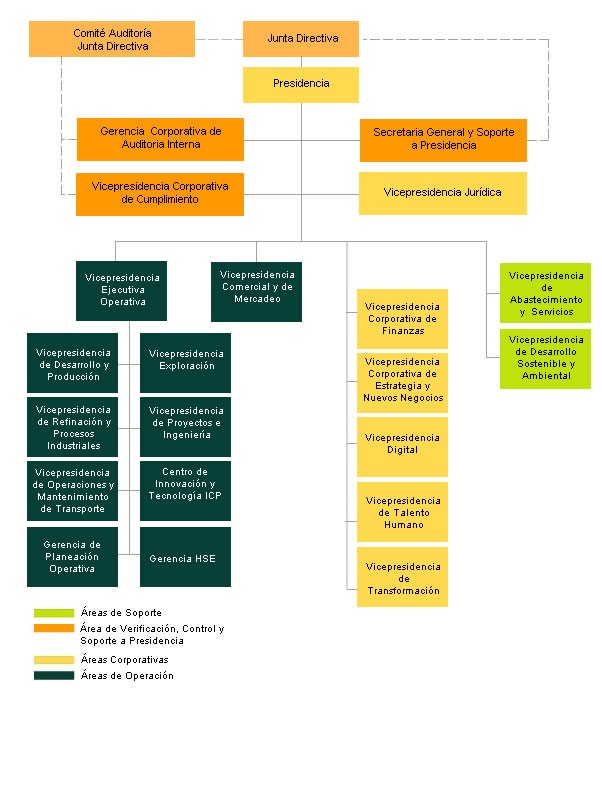 Comité Auditoría
Junta Directiva
Junta Directiva
Presidencia
Gerencia Corporativa de
Auditoria Interna
Secretaria General y Soporte
a Presidencia
Vicepresidencia Corporativa
de Cumplimiento
Vicepresidencia Jurídica
Vicepresidencia
Ejecutiva
Operativa
Vicepresidencia
Comercial y de
Mercadeo
Vicepresidencia
de
Abastecimiento
y Servicios
Vicepresidencia
Corporativa de
Finanzas
Vicepresidencia
de Desarrollo
Sostenible y
Ambiental
Vicepresidencia
de Desarrollo y
Producción
Vicepresidencia
Exploración
Vicepresidencia
Corporativa de
Estrategia y
Nuevos Negocios
Vicepresidencia
de Refinación y
Procesos
Industriales
Vicepresidencia
de Proyectos e
Ingeniería
Vicepresidencia
Digital
Vicepresidencia
de Operaciones y
Mantenimiento
de Transporte
Centro de
Innovación y
Tecnología ICP
Vicepresidencia
de Talento
Humano
Gerencia de
Planeación
Operativa
Gerencia HSE
Vicepresidencia
de
Transformación
Áreas de Soporte
Área de Verificación, Control y
Soporte a Presidencia
Áreas Corporativas
Áreas de Operación